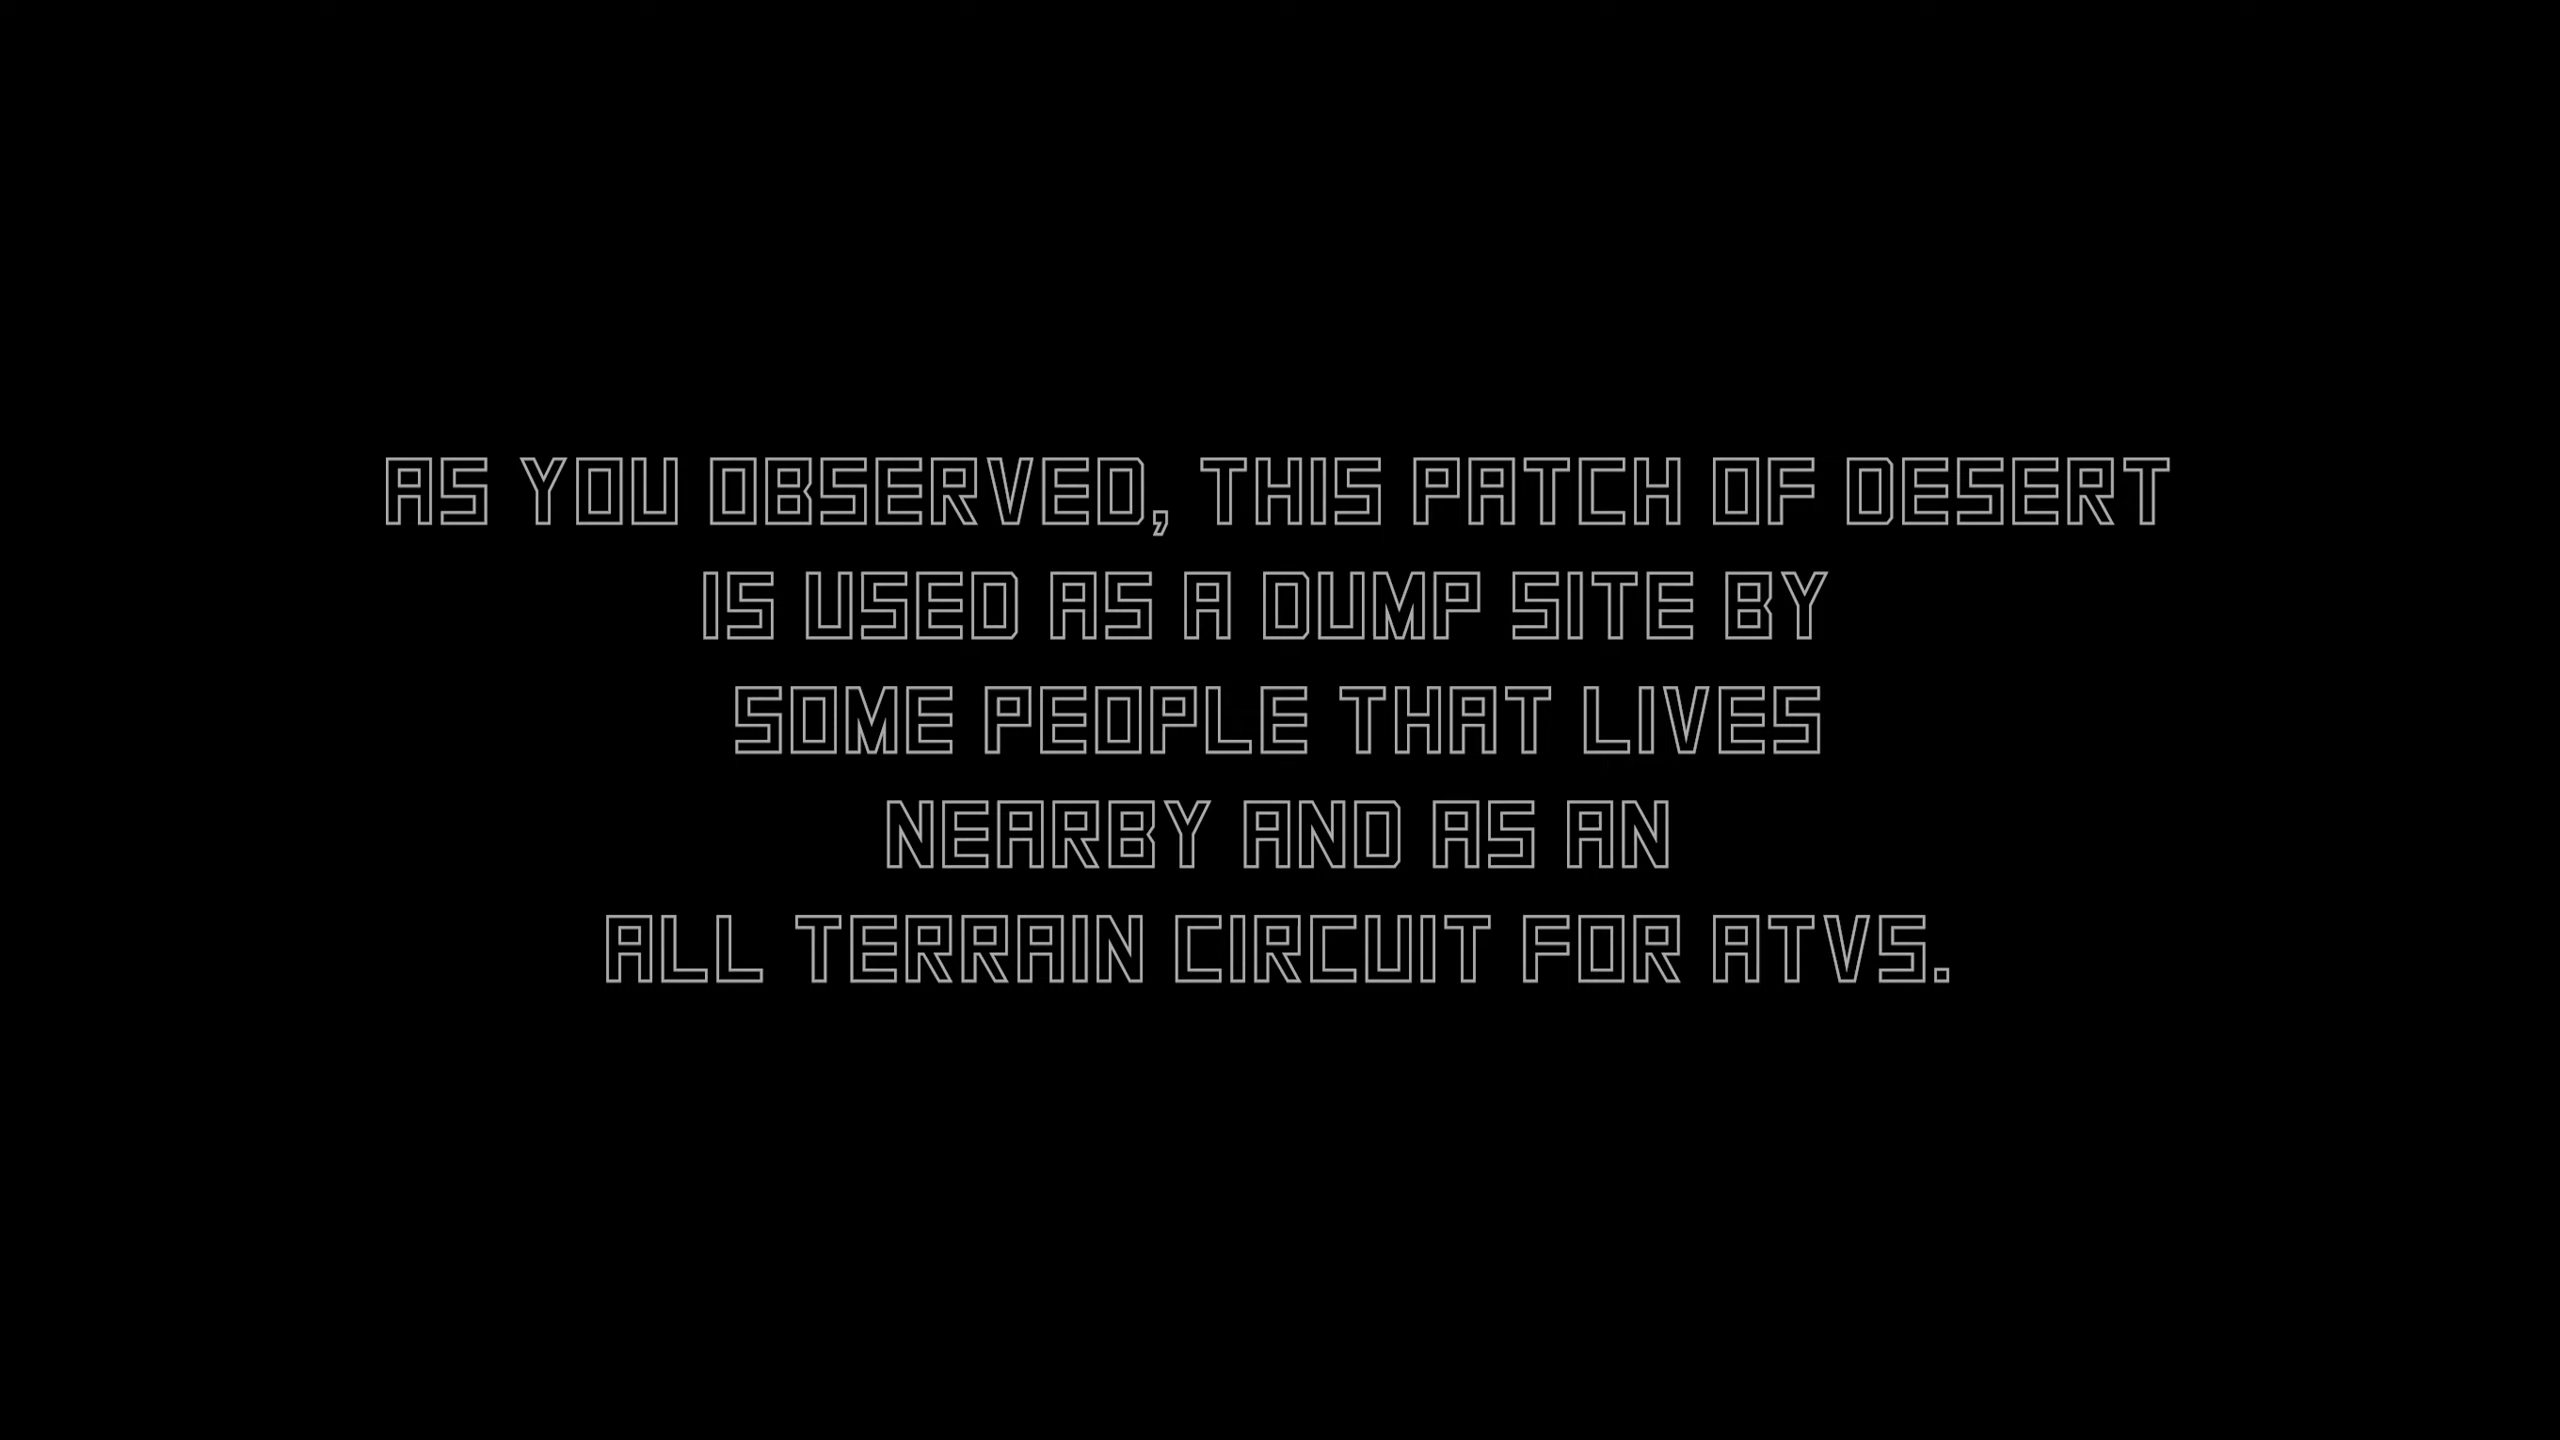 AS YOU OBSERVED, THIS PATCH OF DESERT
IS USED AS A DUMP SITE BY
SOME PEOPLE THAT LIVES
NEARBY AND AS AN
ALL TERRAIN CIRCUIT FOR ATVS.